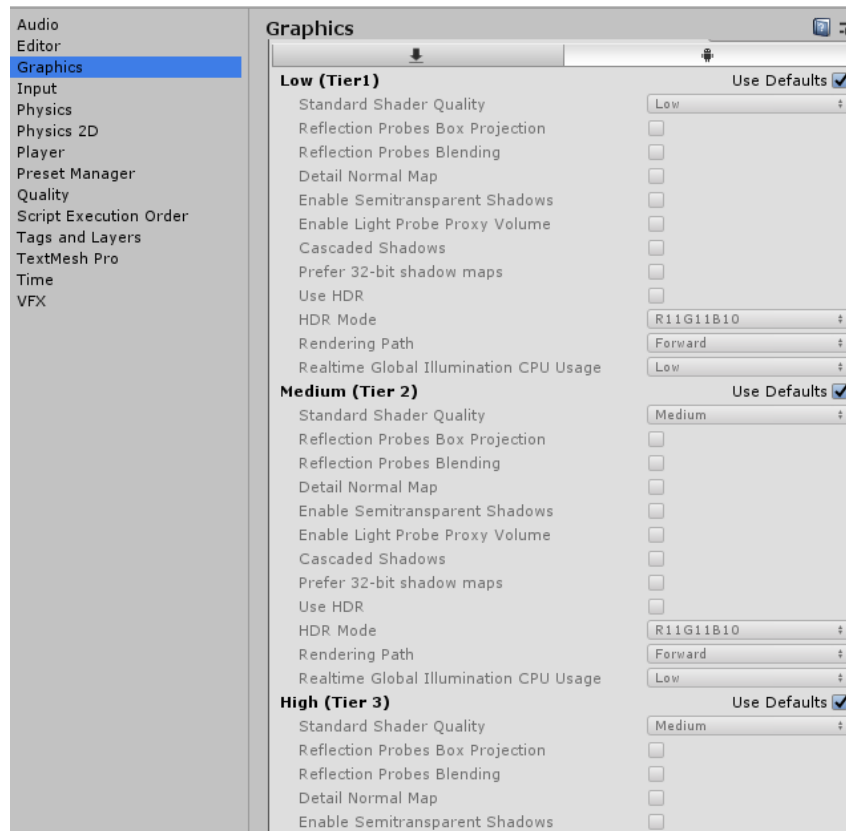 Audio
Editor
Graphics
Input
Physics
Physics 2D
Player
Preset Manager
Quality
Script Execution Order
Tags and Layers
TextMesh Pro
Time
VFX
Graphics
Low (Tier1) Use Defaults
Standard Shader Quality Low
Reflection Probes Box Projection
Reflection Probes Blending
Detail Normal Map
Enable Semitransparent Shadows
Enable Light Probe Proxy Volume
Cascaded Shadows
Prefer 32-bit shadow maps
Use HDR
HDR Mode R11G11B10
Rendering Path Forward
Realtime Global Illumination CPU Usage Low
Medium (Tier 2) Use Defaults
Standard Shader Quality Medium
Reflection Probes Box Projection
Reflection Probes Blending
Detail Normal Map
Enable Semitransparent Shadows
Enable Light Probe Proxy Volume
Cascaded Shadows
Prefer 32-bit shadow maps
Use HDR
HDR Mode R11G11B10
Rendering Path Forward
Realtime Global Illumination CPU Usage Low
High (Tier 3) Use Defaults
Standard Shader Quality Medium
Reflection Probes Box Projection
Reflection Probes Blending
Detail Normal Map
Enable Semitransparent Shadows